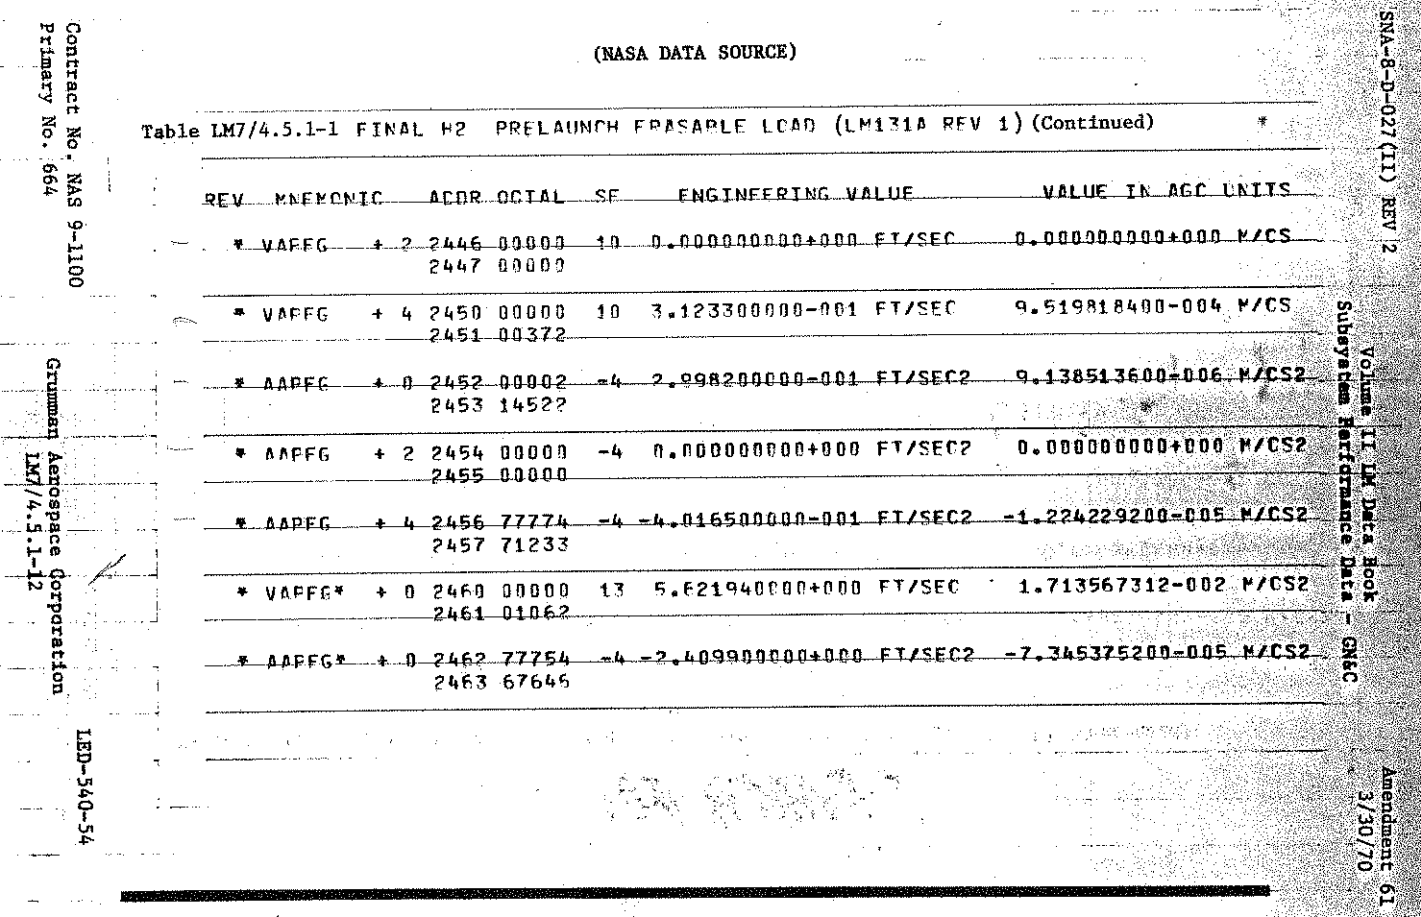 SNA-8-D-027(II) REV 2
Volume II LM Data Book
Subsystem Performance Data - GN&C
Amendment 61
3/30/70
(NASA DATA SOURCE)
Table LM7/4.5.1-1 FINAL H2 PRELAUNCH ERASABLE LOAD (LM131A REV 1) (Continued) *
REV MNEMONIC ADDR OCTAL SF ENGINEERING VALUE VALUE IN AGC UNITS
* VAPFG + 2 2446 00000 10 0.000000000+000 FT/SEC 0.000000000+000 M/CS
2447 00000
* VAPFG + 4 2450 00000 10 3.123300000-001 FT/SEC 9.519818400-004 M/CS
2451 00372
* AAPFG + 0 2452 00002 -4 2.998200000-001 FT/SEC2 9.138513600-006 M/CS2
2453 14522
* AAPFG + 2 2454 00000 -4 0.000000000+000 FT/SEC2 0.000000000+000 M/CS2
2455 00000
* AAPFG + 4 2456 77774 -4 -4.016500000-001 FT/SEC2 -1.224229200-005 M/CS2
2457 71233
* VAPFG* + 0 2460 00000 13 5.621940000+000 FT/SEC 1.713567312-002 M/CS2
2461 01062
* AAPFG* + 0 2462 77754 -4 -2.409900000+000 FT/SEC2 -7.345375200-005 M/CS2
2463 67646
Contract No. NAS 9-11100
Primary No. 664
Grumman Aerospace Corporation
LM7/4.5.1-12
LED-540-54